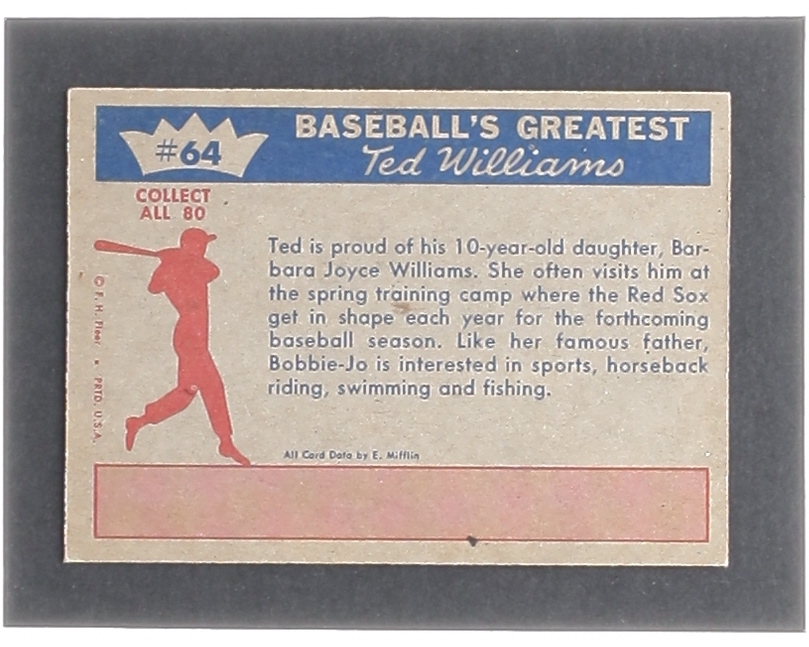 #64
BASEBALL'S GREATEST
Ted Williams
COLLECT
ALL 80
Ted is proud of his 10-year-old daughter, Bar-
bara Joyce Williams. She often visits him at
the spring training camp where the Red Sox
get in shape each year for the forthcoming
baseball season. Like her famous father,
Bobbie-Jo is interested in sports, horseback
riding, swimming and fishing.
© F. H. Fleer • PRTD. U.S.A.
All Card Data by E. Mifflin